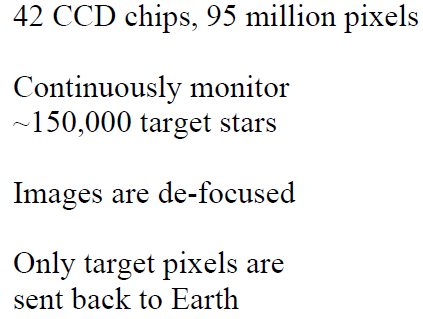 42 CCD chips, 95 million pixels
Continuously monitor
~150,000 target stars
Images are de-focused
Only target pixels are
sent back to Earth